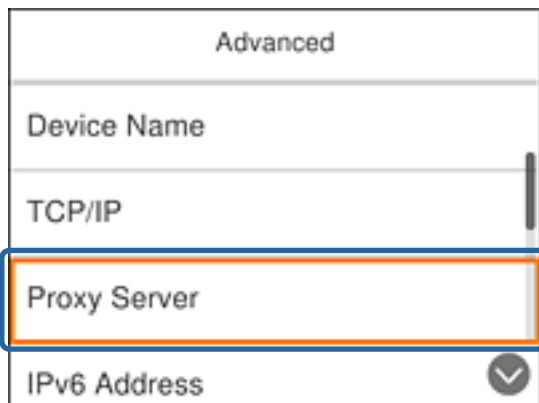 Advanced
Device Name
TCP/IP
Proxy Server
IPv6 Address